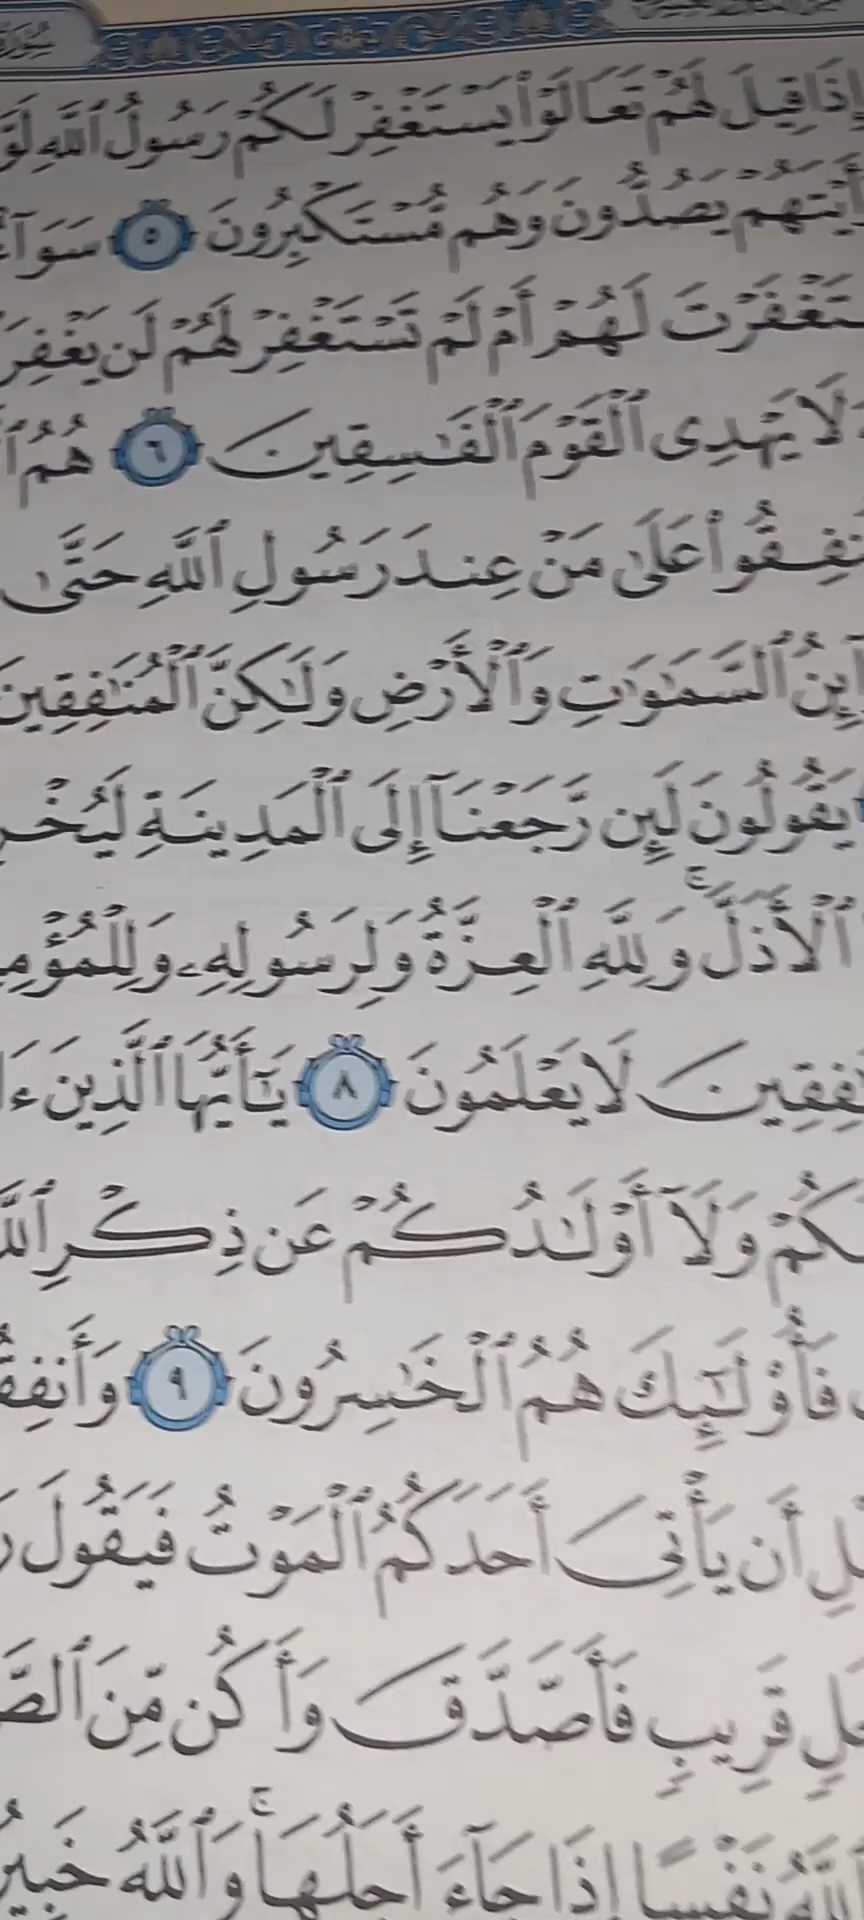 إِذَا قِيلَ لَهُمْ تَعَالَوْا۟ يَسْتَغْفِرْ لَكُمْ رَسُولُ ٱللَّهِ
يَصُدُّونَ وَهُم مُّسْتَكْبِرُونَ ٥
لَهُمْ أَمْ لَمْ تَسْتَغْفِرْ لَهُمْ لَن يَغْفِرَ
لَا يَهْدِى ٱلْقَوْمَ ٱلْفَـٰسِقِينَ ٦ هُمُ
عَلَىٰ مَنْ عِندَ رَسُولِ ٱللَّهِ حَتَّىٰ
ٱلسَّمَـٰوَٰتِ وَٱلْأَرْضِ وَلَـٰكِنَّ ٱلْمُنَـٰفِقِينَ
يَقُولُونَ لَئِن رَّجَعْنَآ إِلَى ٱلْمَدِينَةِ
ٱلْأَذَلَّ ۚ وَلِلَّهِ ٱلْعِزَّةُ وَلِرَسُولِهِۦ
لَا يَعْلَمُونَ ٨ يَـٰٓأَيُّهَا ٱلَّذِينَ
وَلَآ أَوْلَـٰدُكُمْ عَن ذِكْرِ
فَأُو۟لَـٰٓئِكَ هُمُ ٱلْخَـٰسِرُونَ ٩
أَن يَأْتِىَ أَحَدَكُمُ ٱلْمَوْتُ فَيَقُولَ
قَرِيبٍ فَأَصَّدَّقَ وَأَكُن مِّنَ
نَفْسًا إِذَا جَآءَ أَجَلُهَا ۚ وَٱللَّهُ خَبِيرٌ